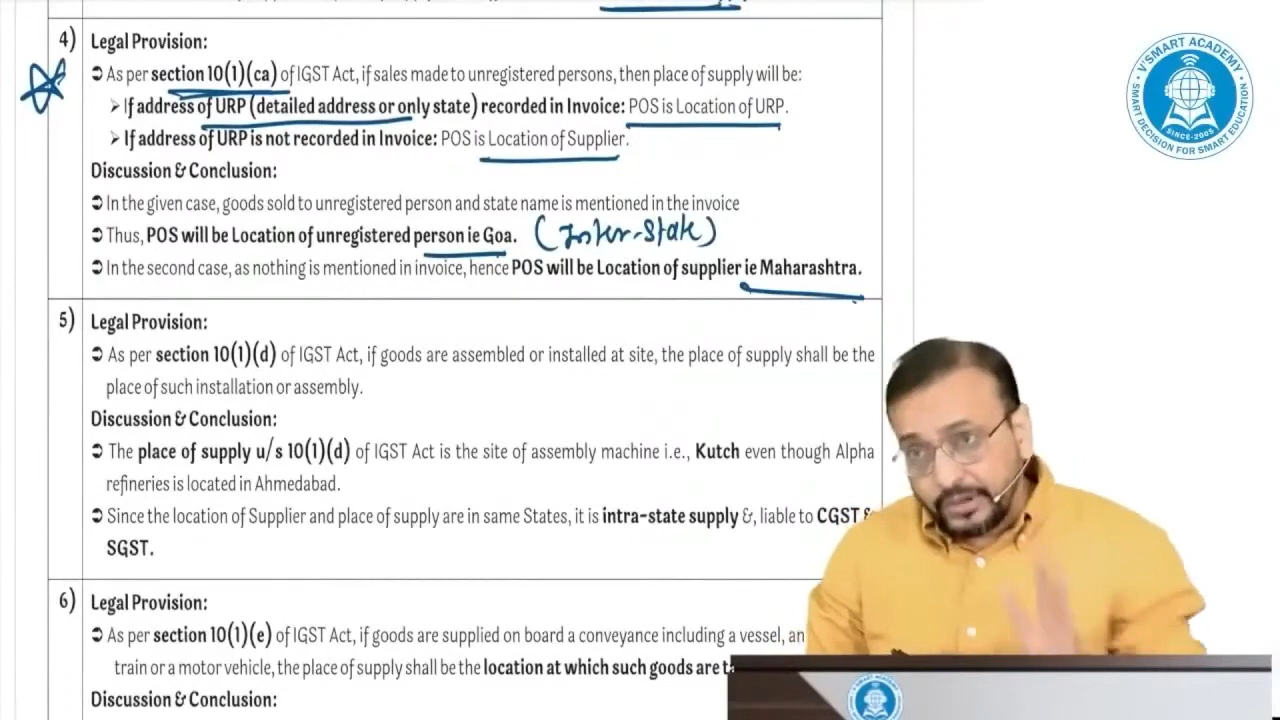 4)
Legal Provision:
➲ As per section 10(1)(ca) of IGST Act, if sales made to unregistered persons, then place of supply will be:
➢ If address of URP (detailed address or only state) recorded in Invoice: POS is Location of URP.
➢ If address of URP is not recorded in Invoice: POS is Location of Supplier.
Discussion & Conclusion:
➲ In the given case, goods sold to unregistered person and state name is mentioned in the invoice
➲ Thus, POS will be Location of unregistered person ie Goa. (Inter-State)
➲ In the second case, as nothing is mentioned in invoice, hence POS will be Location of supplier ie Maharashtra.
5)
Legal Provision:
➲ As per section 10(1)(d) of IGST Act, if goods are assembled or installed at site, the place of supply shall be the
place of such installation or assembly.
Discussion & Conclusion:
➲ The place of supply u/s 10(1)(d) of IGST Act is the site of assembly machine i.e., Kutch even though Alpha
refineries is located in Ahmedabad.
➲ Since the location of Supplier and place of supply are in same States, it is intra-state supply &, liable to CGST &
SGST.
6)
Legal Provision:
➲ As per section 10(1)(e) of IGST Act, if goods are supplied on board a conveyance including a vessel, an
train or a motor vehicle, the place of supply shall be the location at which such goods are
Discussion & Conclusion:
V'SMART ACADEMY
SINCE-2005
SMART DECISION FOR SMART EDUCATION